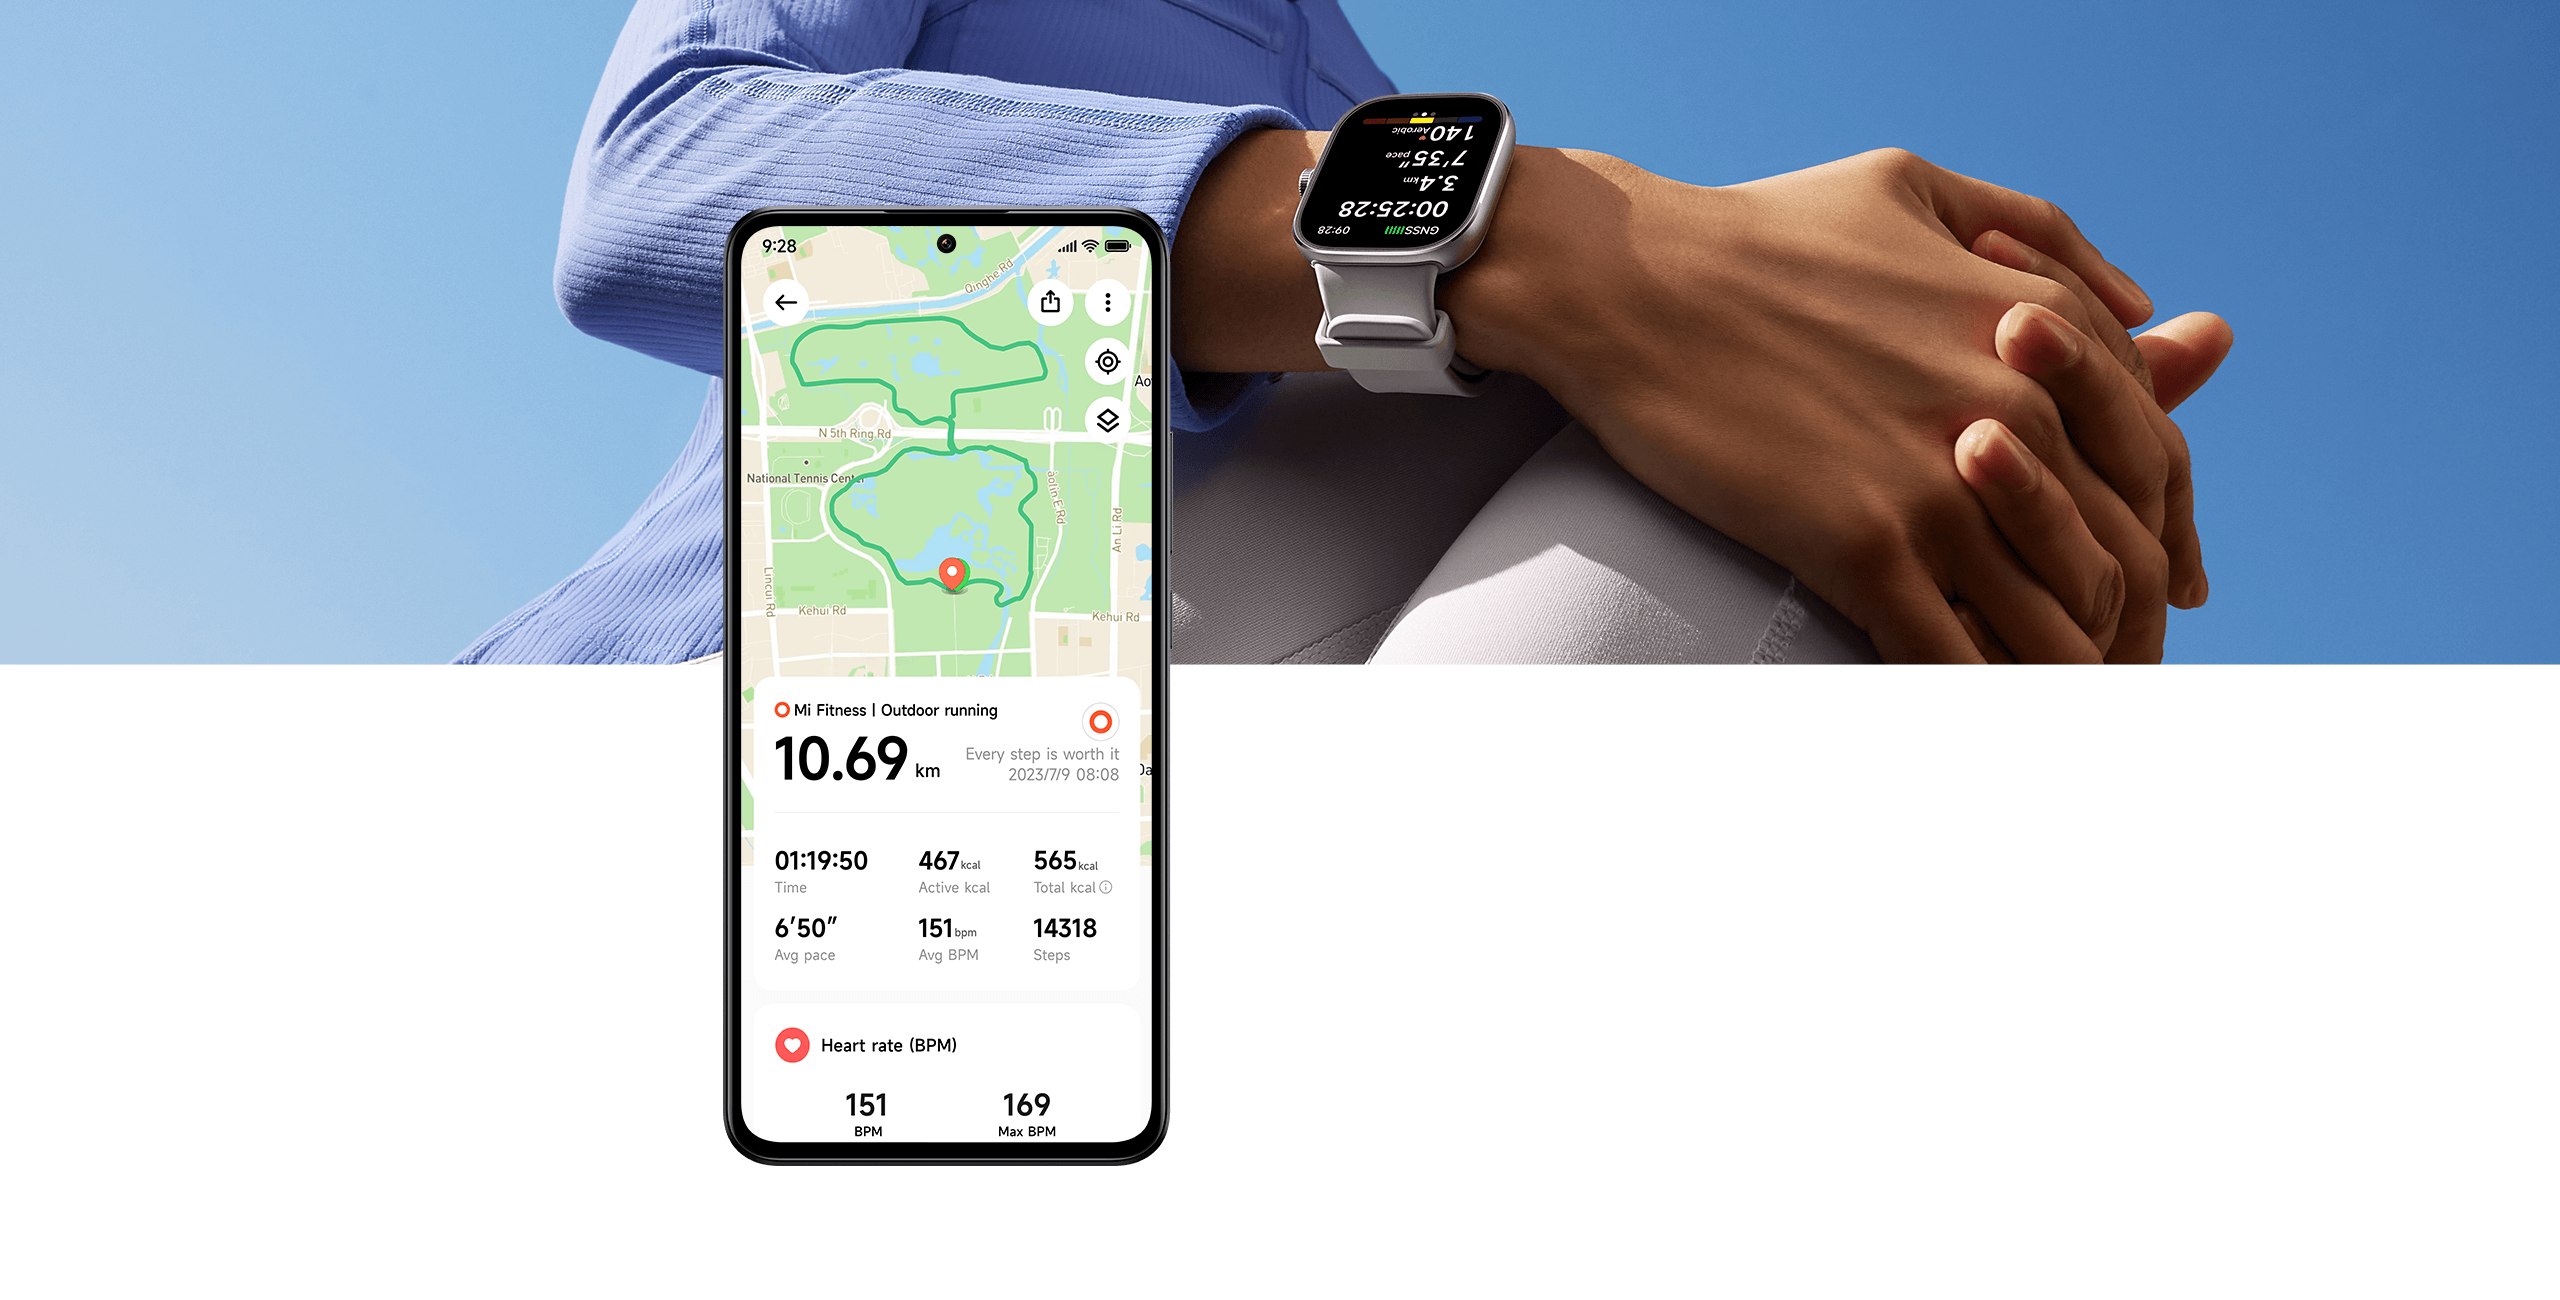 GNSS 09:28
00:25:28
3.4 km
7'35" pace
140 Aerobic
9:28
Qinghe Rd
Ao
N 5th Ring Rd
National Tennis Cent
aolin E Rd
An Li Rd
Lincui Rd
Kehui Rd
Kehui Rd
Mi Fitness | Outdoor running
10.69 km
Every step is worth it
2023/7/9 08:08
01:19:50 467 kcal 565 kcal
Time Active kcal Total kcal
6'50" 151 bpm 14318
Avg pace Avg BPM Steps
Heart rate (BPM)
151 169
BPM Max BPM